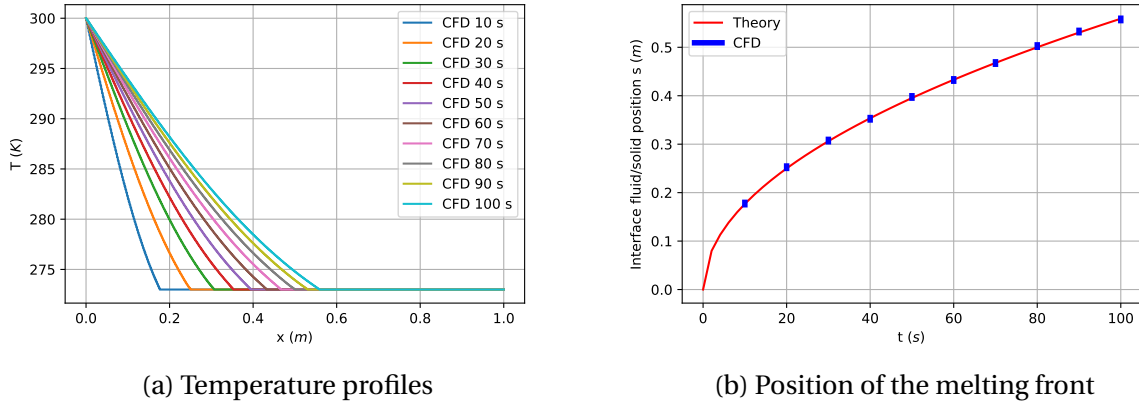 300
295
290
285
280
275
T (K)
0.0 0.2 0.4 0.6 0.8 1.0
x (m)
CFD 10 s
CFD 20 s
CFD 30 s
CFD 40 s
CFD 50 s
CFD 60 s
CFD 70 s
CFD 80 s
CFD 90 s
CFD 100 s
(a) Temperature profiles
Interface fluid/solid position s (m)
0.5
0.4
0.3
0.2
0.1
0.0
Theory
CFD
0 20 40 60 80 100
t (s)
(b) Position of the melting front